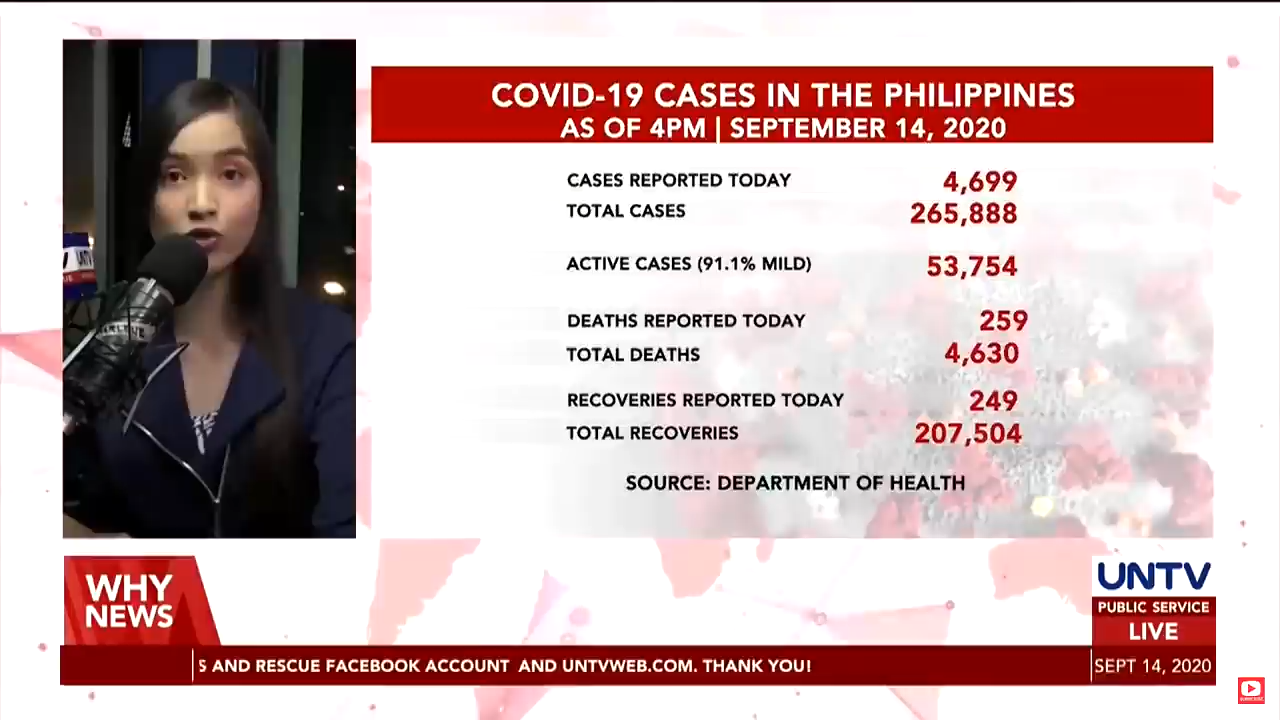 COVID-19 CASES IN THE PHILIPPINES
AS OF 4PM | SEPTEMBER 14, 2020
CASES REPORTED TODAY 4,699
TOTAL CASES 265,888
ACTIVE CASES (91.1% MILD) 53,754
DEATHS REPORTED TODAY 259
TOTAL DEATHS 4,630
RECOVERIES REPORTED TODAY 249
TOTAL RECOVERIES 207,504
SOURCE: DEPARTMENT OF HEALTH
WHY
NEWS
UNTV
PUBLIC SERVICE
LIVE
S AND RESCUE FACEBOOK ACCOUNT AND UNTVWEB.COM. THANK YOU!
SEPT 14, 2020